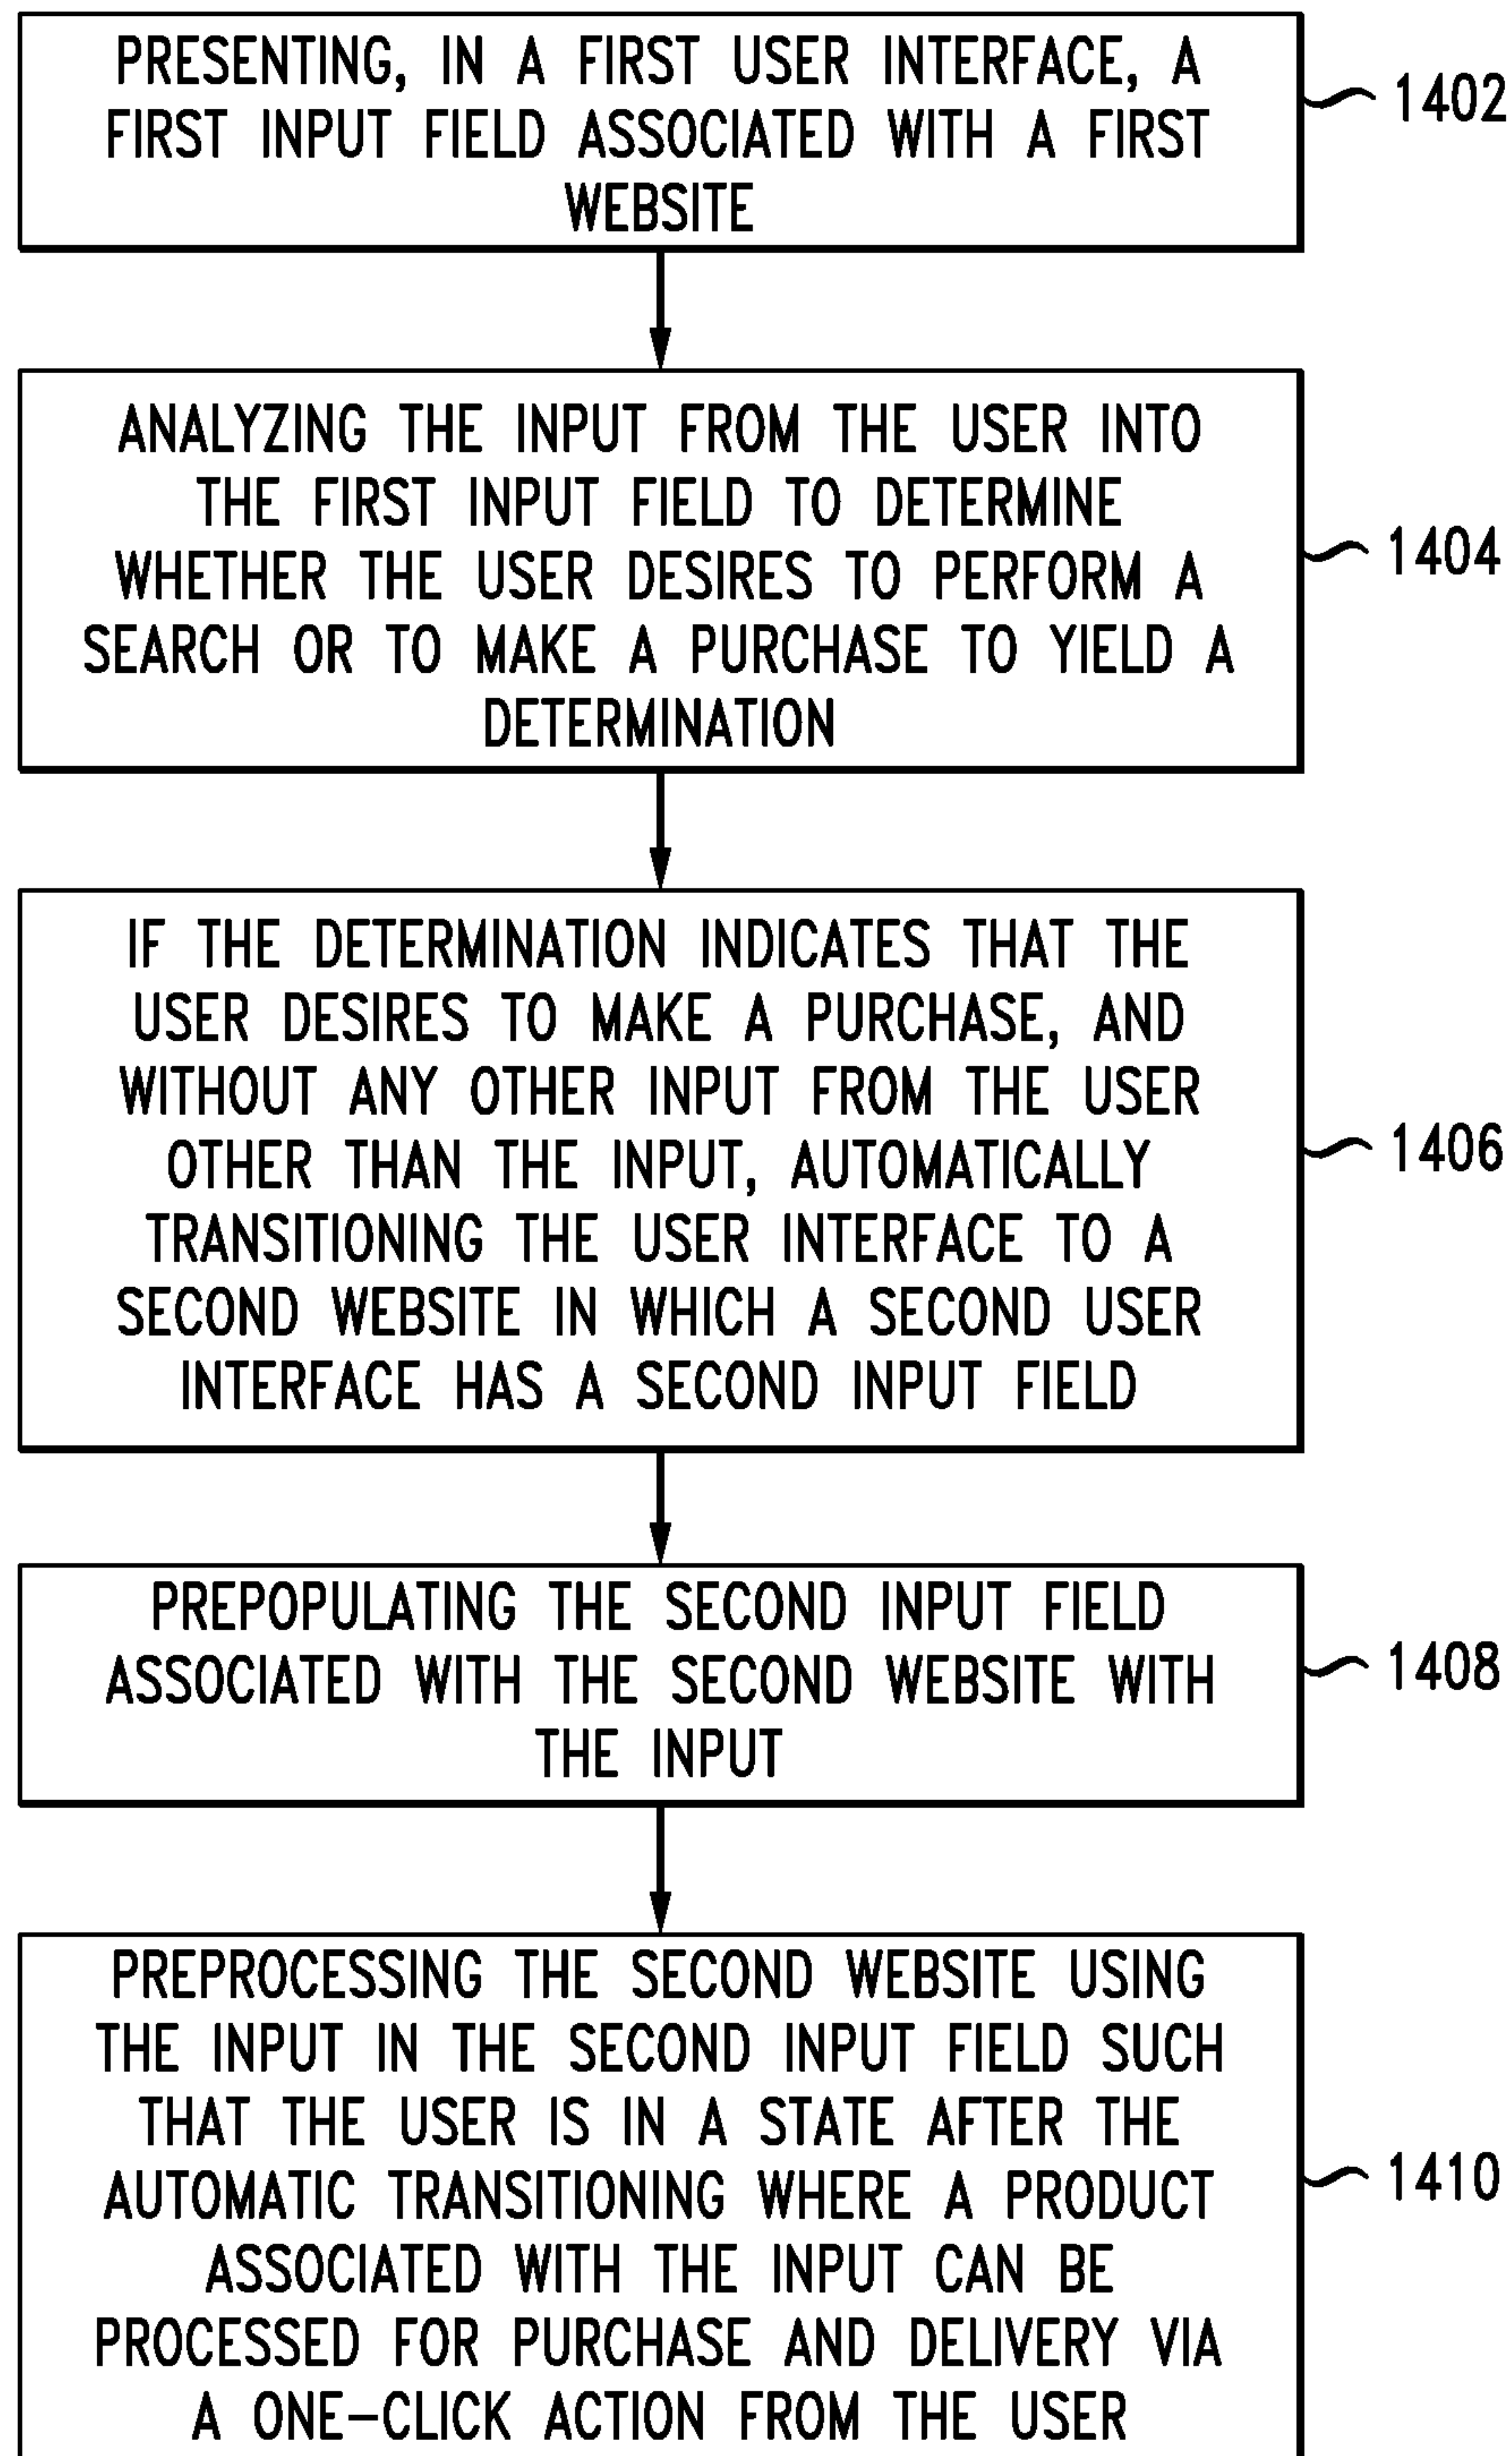 PRESENTING, IN A FIRST USER INTERFACE, A
FIRST INPUT FIELD ASSOCIATED WITH A FIRST
WEBSITE
1402
ANALYZING THE INPUT FROM THE USER INTO
THE FIRST INPUT FIELD TO DETERMINE
WHETHER THE USER DESIRES TO PERFORM A
SEARCH OR TO MAKE A PURCHASE TO YIELD A
DETERMINATION
1404
IF THE DETERMINATION INDICATES THAT THE
USER DESIRES TO MAKE A PURCHASE, AND
WITHOUT ANY OTHER INPUT FROM THE USER
OTHER THAN THE INPUT, AUTOMATICALLY
TRANSITIONING THE USER INTERFACE TO A
SECOND WEBSITE IN WHICH A SECOND USER
INTERFACE HAS A SECOND INPUT FIELD
1406
PREPOPULATING THE SECOND INPUT FIELD
ASSOCIATED WITH THE SECOND WEBSITE WITH
THE INPUT
1408
PREPROCESSING THE SECOND WEBSITE USING
THE INPUT IN THE SECOND INPUT FIELD SUCH
THAT THE USER IS IN A STATE AFTER THE
AUTOMATIC TRANSITIONING WHERE A PRODUCT
ASSOCIATED WITH THE INPUT CAN BE
PROCESSED FOR PURCHASE AND DELIVERY VIA
A ONE-CLICK ACTION FROM THE USER
1410